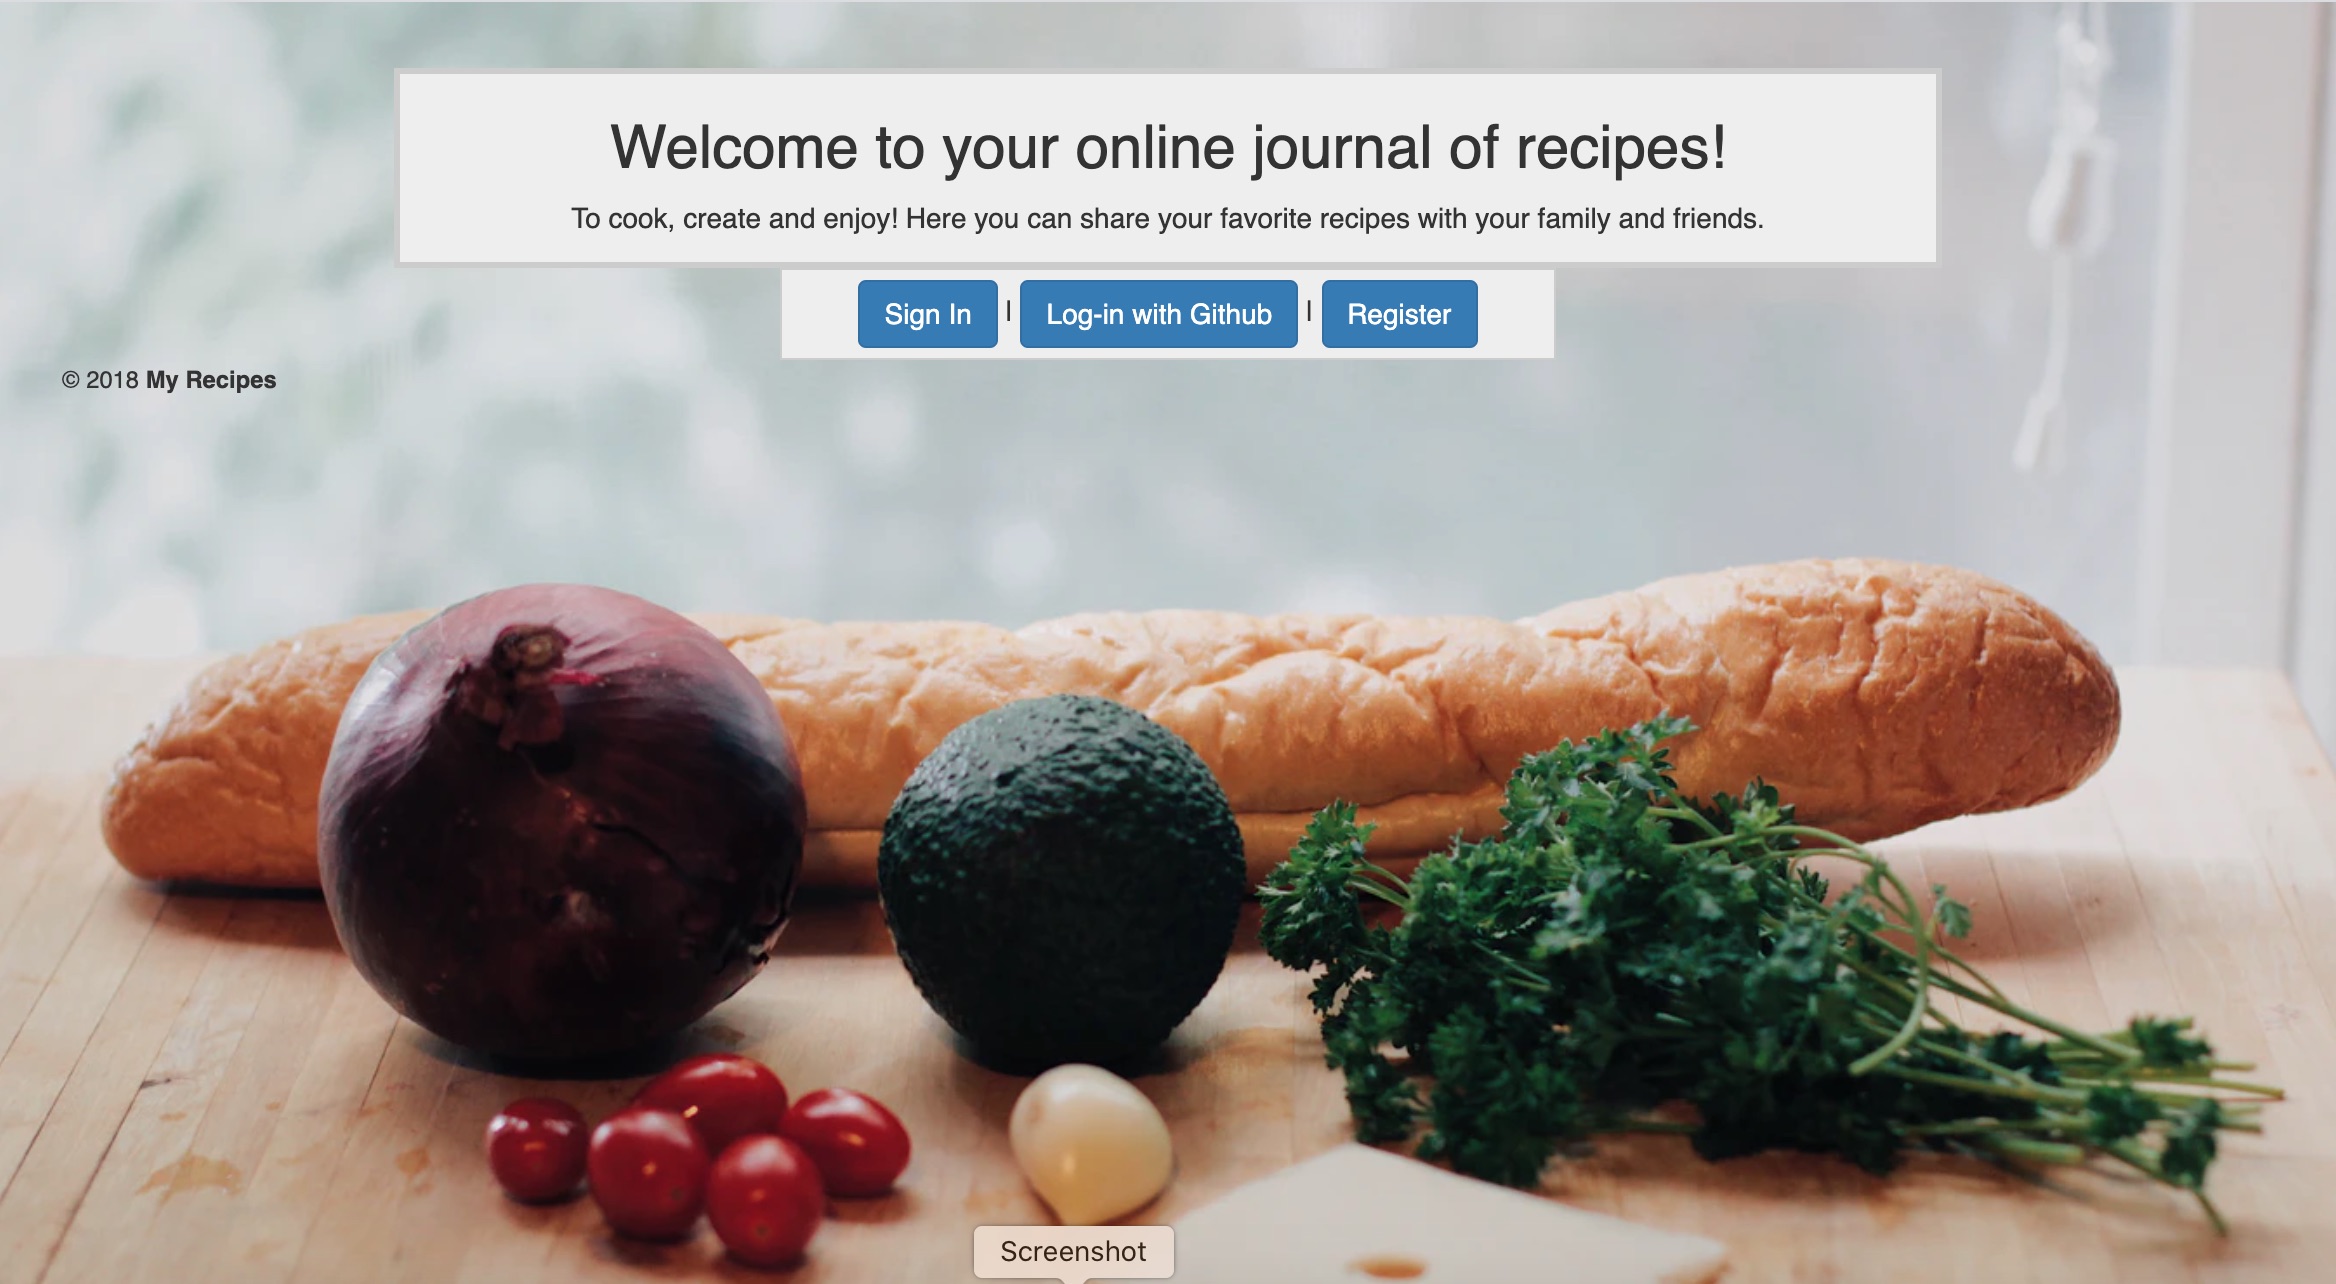 Welcome to your online journal of recipes!
To cook, create and enjoy! Here you can share your favorite recipes with your family and friends.
Sign In | Log-in with Github | Register
© 2018 My Recipes
Screenshot